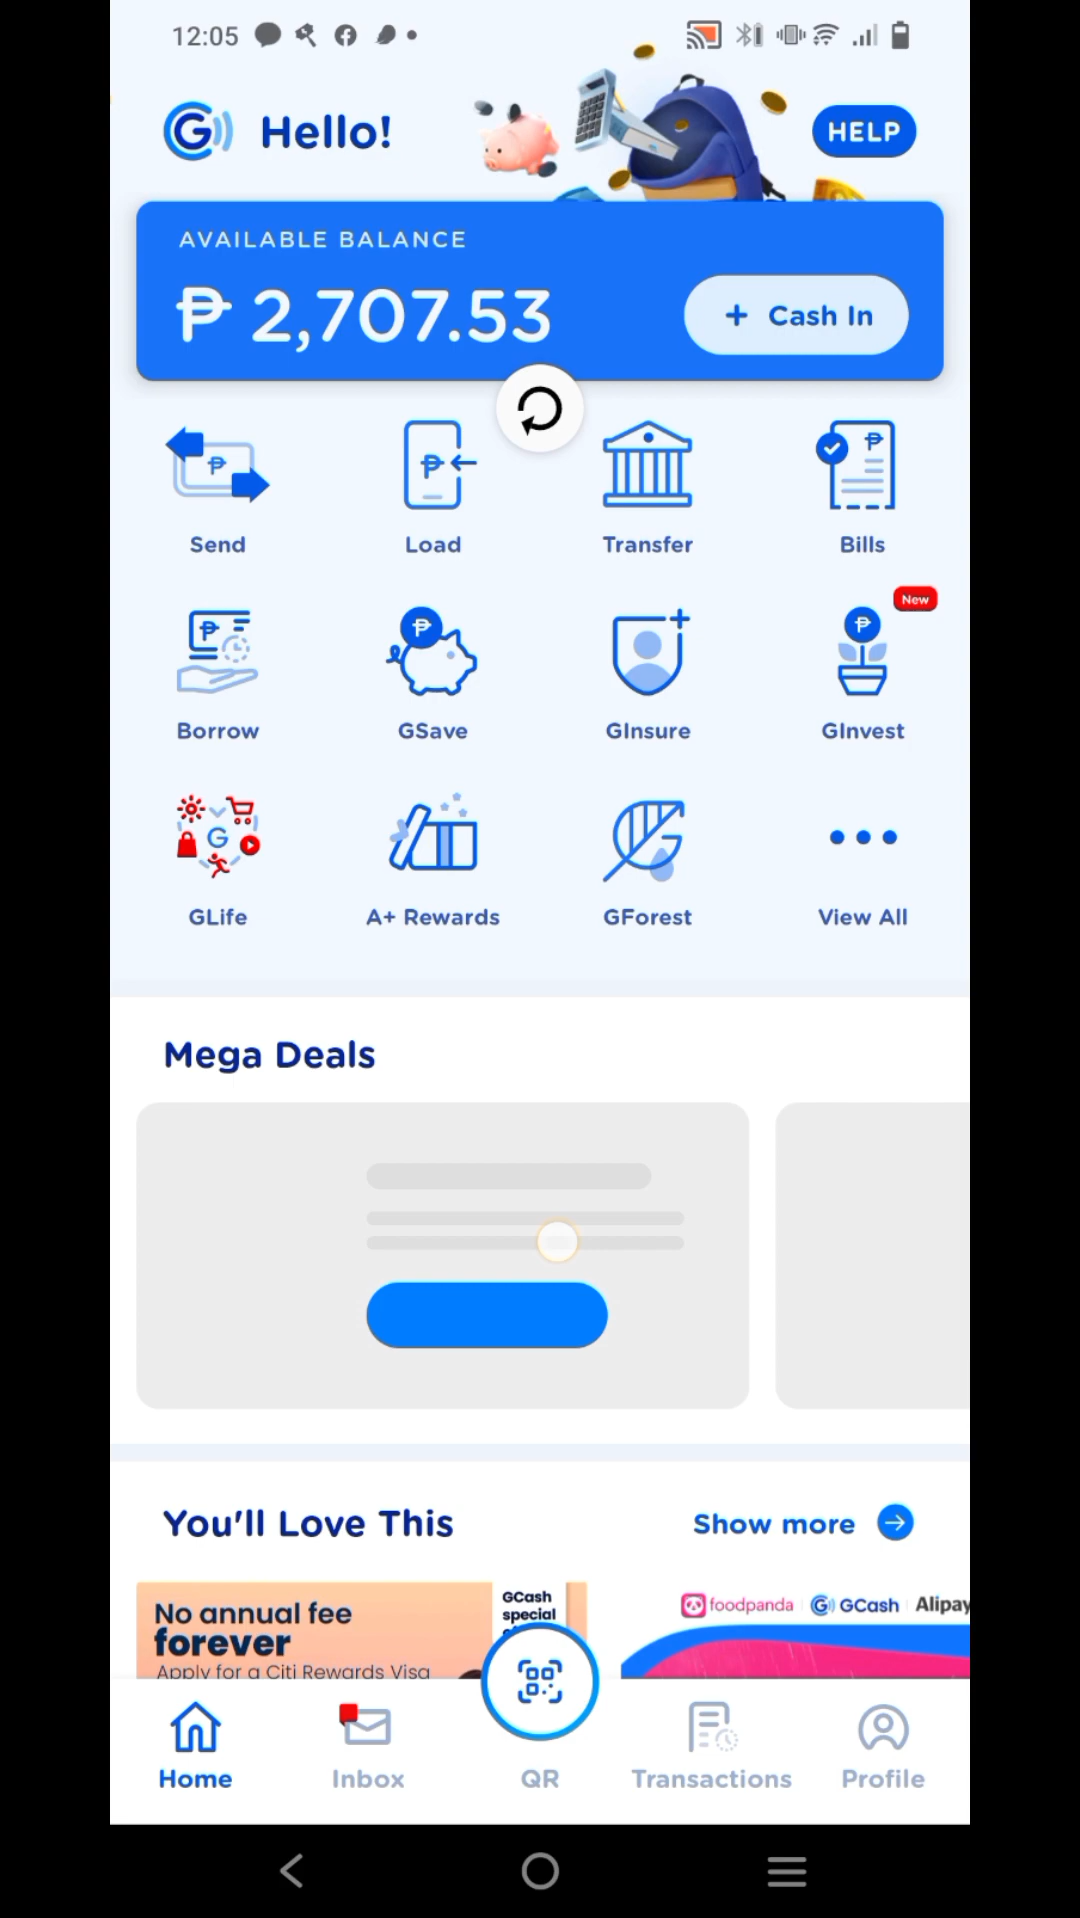 12:05
Hello!
HELP
AVAILABLE BALANCE
₱ 2,707.53
+ Cash In
Send
Load
Transfer
Bills
New
Borrow
GSave
GInsure
GInvest
GLife
A+ Rewards
GForest
View All
Mega Deals
You'll Love This
Show more
No annual fee
forever
Apply for a Citi Rewards Visa
GCash
special
foodpanda
GCash
Alipay
Home
Inbox
QR
Transactions
Profile